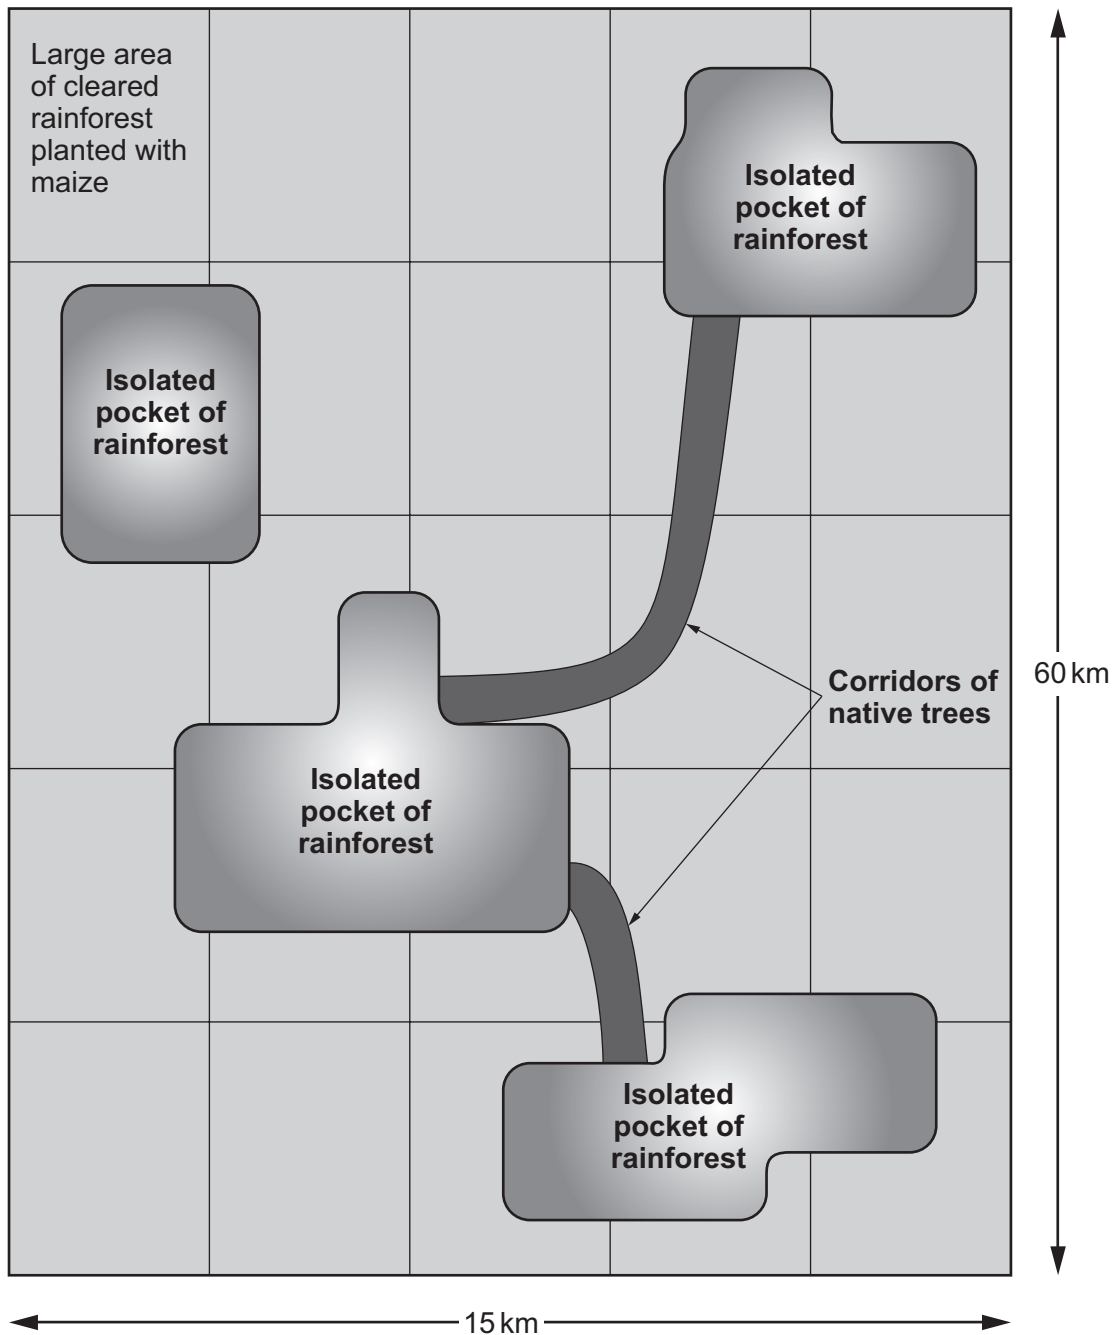 Large area
of cleared
rainforest
planted with
maize
Isolated
pocket of
rainforest
Isolated
pocket of
rainforest
Corridors of
native trees
60 km
Isolated
pocket of
rainforest
Isolated
pocket of
rainforest
15 km